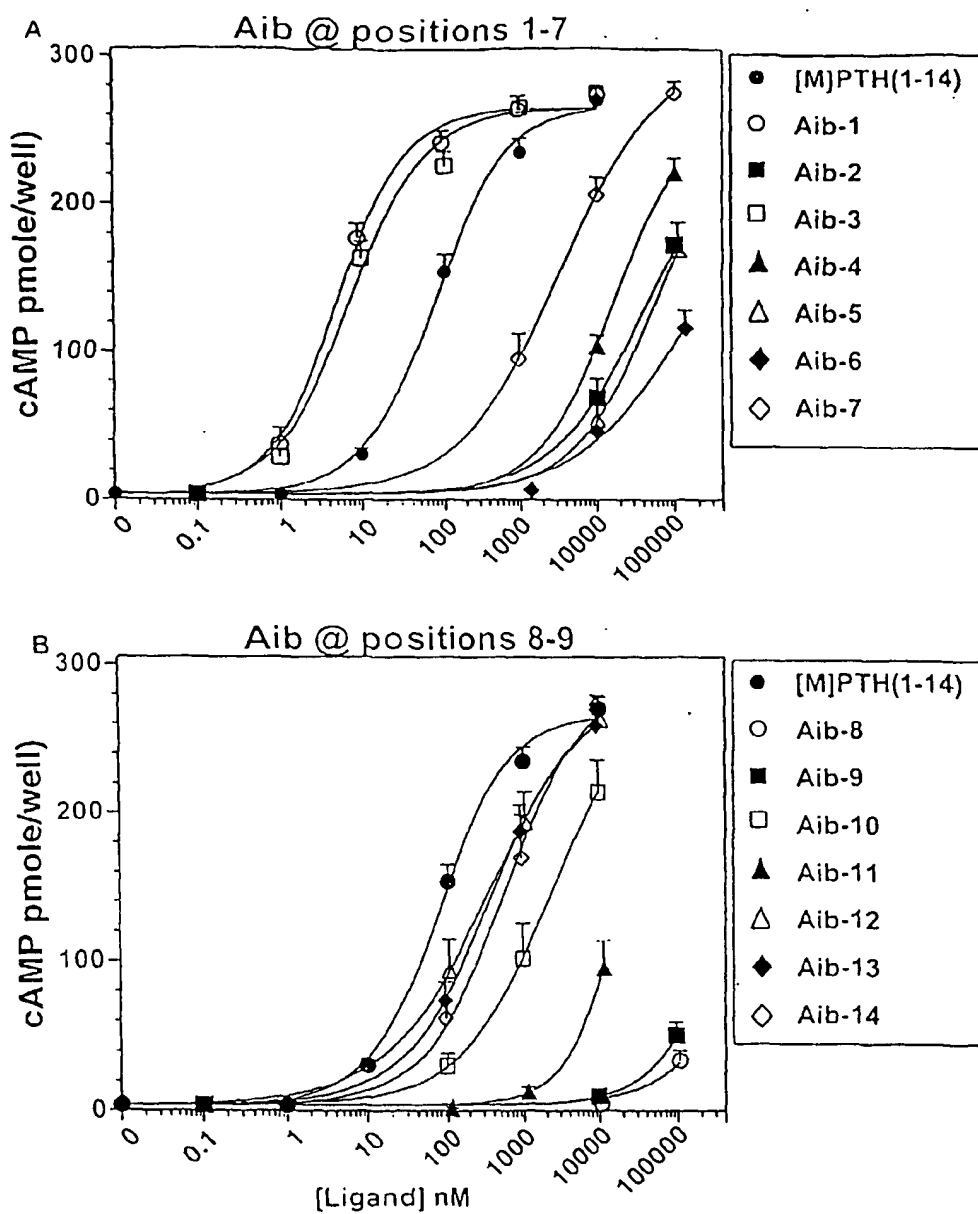 A
Aib @ positions 1-7
300
200
100
0
cAMP pmole/well
0
0.1
1
10
100
1000
10000
100000
[M]PTH(1-14)
Aib-1
Aib-2
Aib-3
Aib-4
Aib-5
Aib-6
Aib-7
B
Aib @ positions 8-9
300
200
100
0
cAMP pmole/well
0
0.1
1
10
100
1000
10000
100000
[Ligand] nM
[M]PTH(1-14)
Aib-8
Aib-9
Aib-10
Aib-11
Aib-12
Aib-13
Aib-14